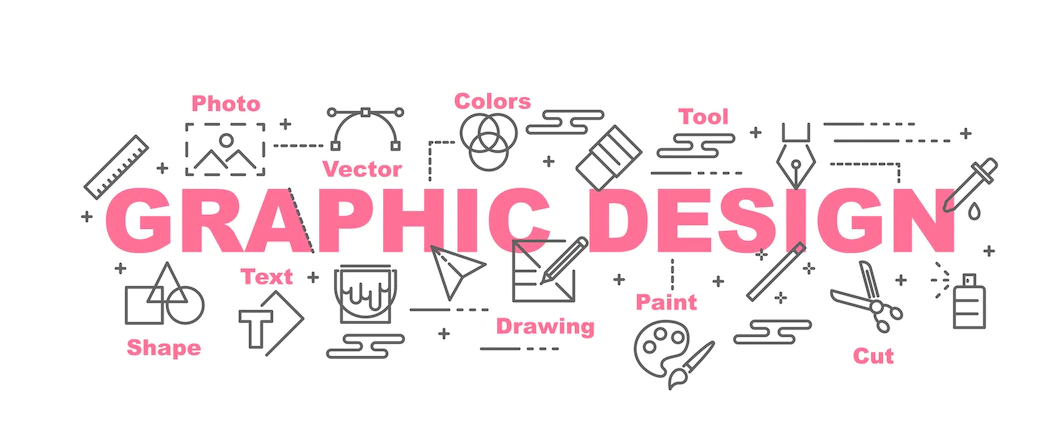 Photo
Colors
Tool
Vector
GRAPHIC DESIGN
Text
Paint
Drawing
Shape
Cut
T